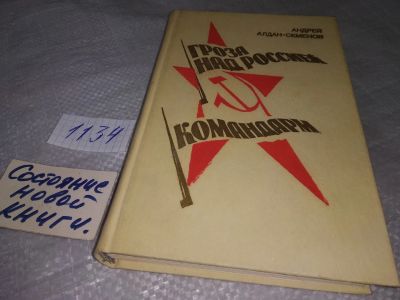 АНДРЕЙ
АЛДАН-СЕМЕНОВ
ГРОЗА
НАД РОССИЕЙ
КОМАНДАРМ
1134
Состояние
новой
книги.